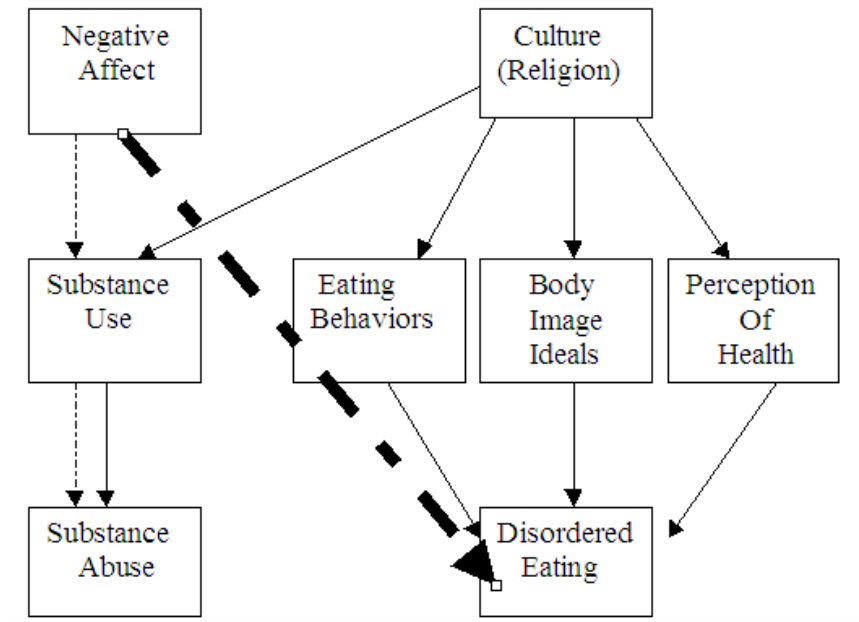 Negative
Affect
Culture
(Religion)
Substance
Use
Eating
Behaviors
Body
Image
Ideals
Perception
Of
Health
Substance
Abuse
Disordered
Eating